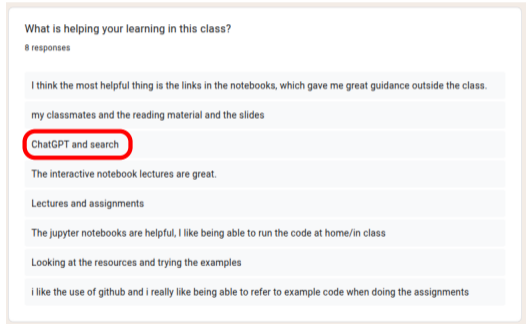 What is helping your learning in this class?
8 responses
I think the most helpful thing is the links in the notebooks, which gave me great guidance outside the class.
my classmates and the reading material and the slides
ChatGPT and search
The interactive notebook lectures are great.
Lectures and assignments
The jupyter notebooks are helpful, I like being able to run the code at home/in class
Looking at the resources and trying the examples
i like the use of github and i really like being able to refer to example code when doing the assignments